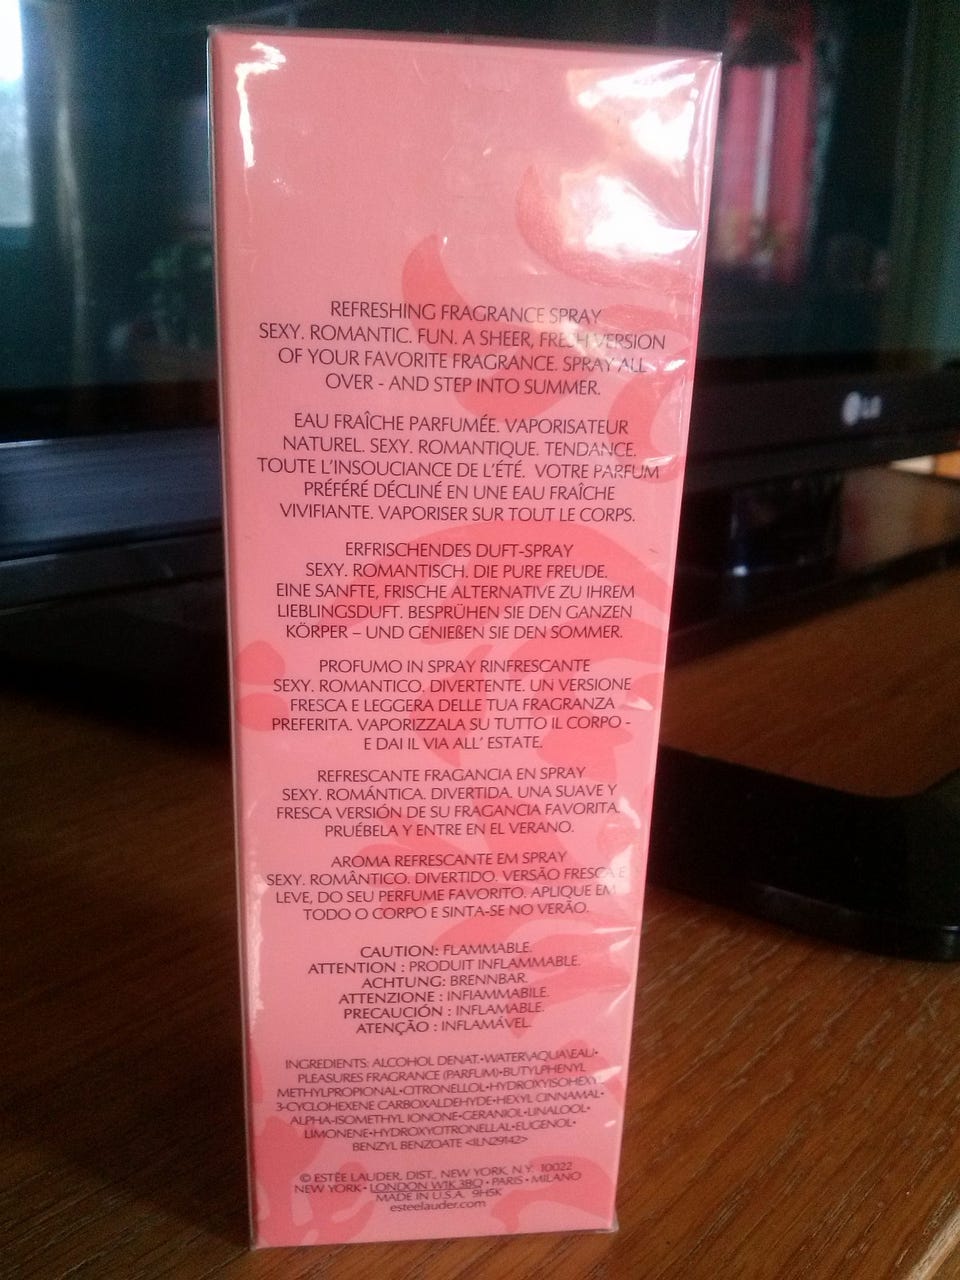 REFRESHING FRAGRANCE SPRAY
SEXY. ROMANTIC. FUN. A SHEER, FRESH VERSION
OF YOUR FAVORITE FRAGRANCE. SPRAY ALL
OVER - AND STEP INTO SUMMER.
EAU FRAÎCHE PARFUMÉE. VAPORISATEUR
NATUREL. SEXY. ROMANTIQUE. TENDANCE.
TOUTE L'INSOUCIANCE DE L'ÉTÉ. VOTRE PARFUM
PRÉFÉRÉ DÉCLINÉ EN UNE EAU FRAÎCHE
VIVIFIANTE. VAPORISER SUR TOUT LE CORPS.
ERFRISCHENDES DUFT-SPRAY
SEXY. ROMANTISCH. DIE PURE FREUDE.
EINE SANFTE, FRISCHE ALTERNATIVE ZU IHREM
LIEBLINGSDUFT. BESPRÜHEN SIE DEN GANZEN
KÖRPER – UND GENIEßEN SIE DEN SOMMER.
PROFUMO IN SPRAY RINFRESCANTE
SEXY. ROMANTICO. DIVERTENTE. UN VERSIONE
FRESCA E LEGGERA DELLE TUA FRAGRANZA
PREFERITA. VAPORIZZALA SU TUTTO IL CORPO -
E DAI IL VIA ALL' ESTATE.
REFRESCANTE FRAGANCIA EN SPRAY
SEXY. ROMÁNTICA. DIVERTIDA. UNA SUAVE Y
FRESCA VERSIÓN DE SU FRAGANCIA FAVORITA.
PRUÉBELA Y ENTRE EN EL VERANO.
AROMA REFRESCANTE EM SPRAY
SEXY. ROMÂNTICO. DIVERTIDO. VERSÃO FRESCA E
LEVE, DO SEU PERFUME FAVORITO. APLIQUE EM
TODO O CORPO E SINTA-SE NO VERÃO.
CAUTION: FLAMMABLE.
ATTENTION : PRODUIT INFLAMMABLE.
ACHTUNG: BRENNBAR.
ATTENZIONE : INFIAMMABILE.
PRECAUCIÓN : INFLAMABLE.
ATENÇÃO : INFLAMÁVEL.
INGREDIENTS: ALCOHOL DENAT.•WATER\AQUA\EAU•
PLEASURES FRAGRANCE (PARFUM)•BUTYLPHENYL
METHYLPROPIONAL•CITRONELLOL•HYDROXYISOHEXYL
3-CYCLOHEXENE CARBOXALDEHYDE•HEXYL CINNAMAL•
ALPHA-ISOMETHYL IONONE•GERANIOL•LINALOOL•
LIMONENE•HYDROXYCITRONELLAL•EUGENOL•
BENZYL BENZOATE <ILN29142>
© ESTÉE LAUDER, DIST., NEW YORK, N.Y. 10022
NEW YORK • LONDON W1K 3BQ • PARIS • MILANO
MADE IN U.S.A. 9H5K
esteelauder.com
LG